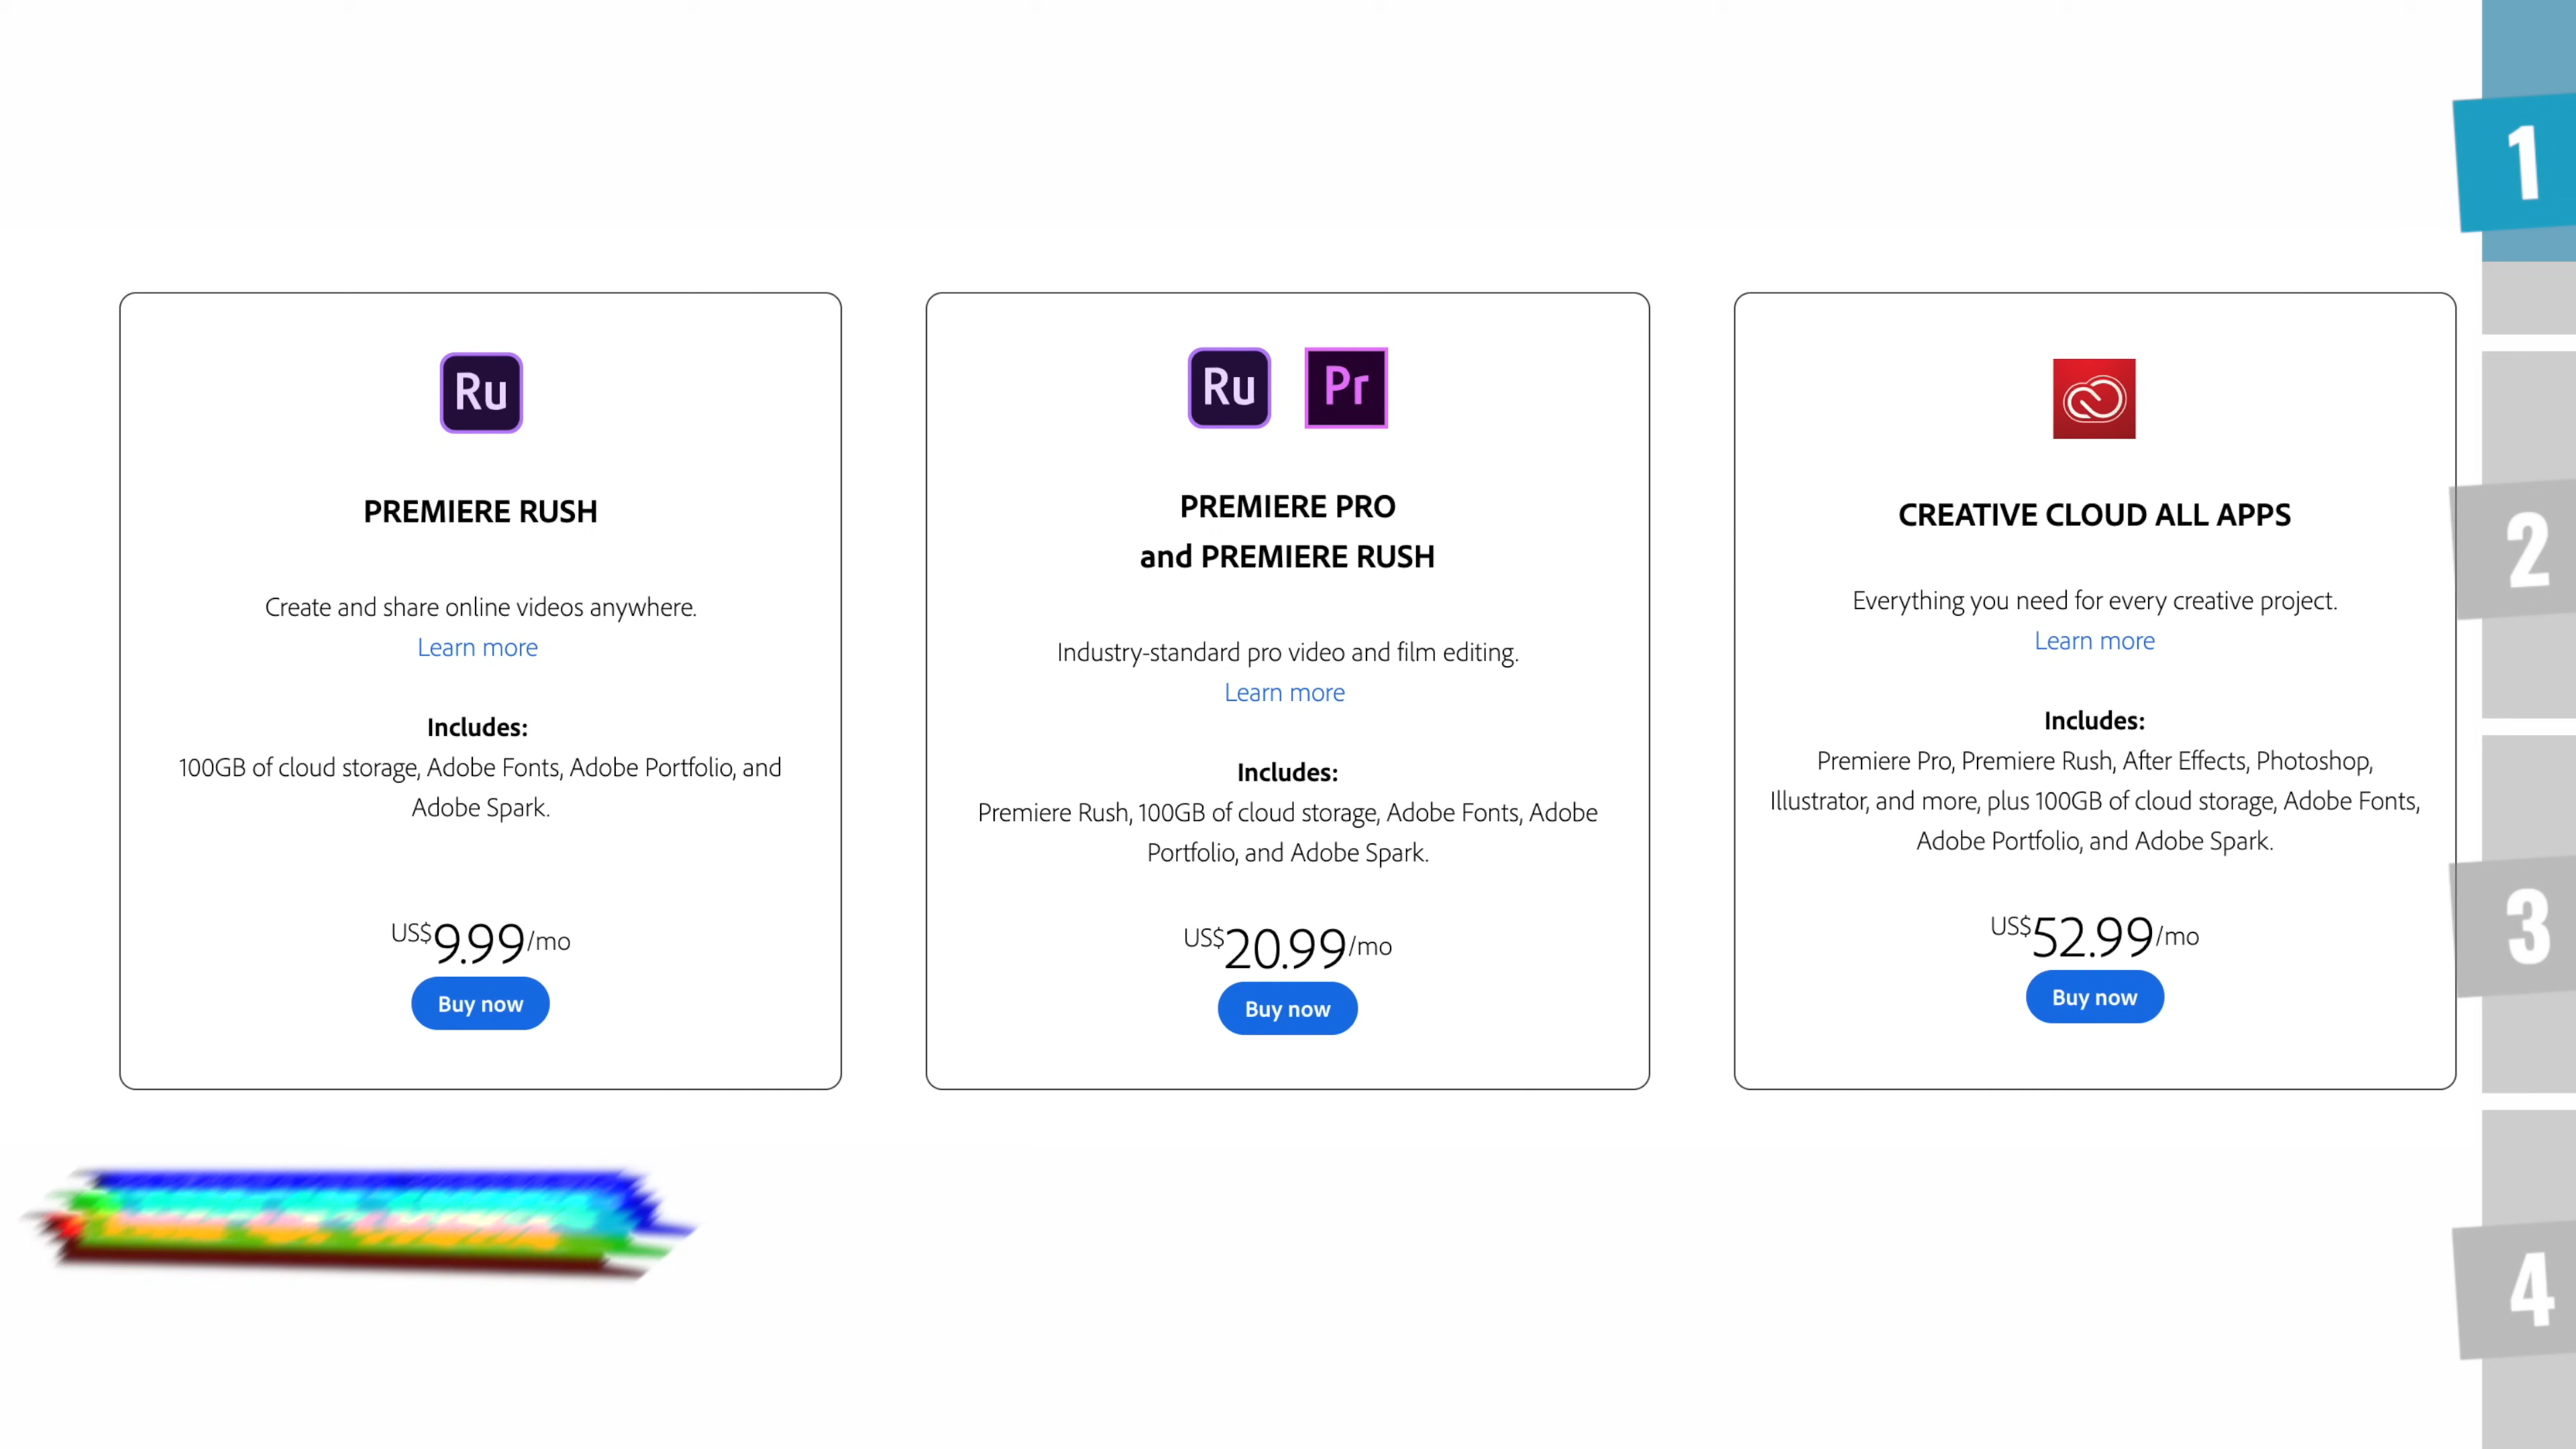 Ru
PREMIERE RUSH
Create and share online videos anywhere.
Learn more
Includes:
100GB of cloud storage, Adobe Fonts, Adobe Portfolio, and
Adobe Spark.
US$9.99/mo
Buy now
Ru Pr
PREMIERE PRO
and PREMIERE RUSH
Industry-standard pro video and film editing.
Learn more
Includes:
Premiere Rush, 100GB of cloud storage, Adobe Fonts, Adobe
Portfolio, and Adobe Spark.
US$20.99/mo
Buy now
CREATIVE CLOUD ALL APPS
Everything you need for every creative project.
Learn more
Includes:
Premiere Pro, Premiere Rush, After Effects, Photoshop,
Illustrator, and more, plus 100GB of cloud storage, Adobe Fonts,
Adobe Portfolio, and Adobe Spark.
US$52.99/mo
Buy now
1
2
3
4